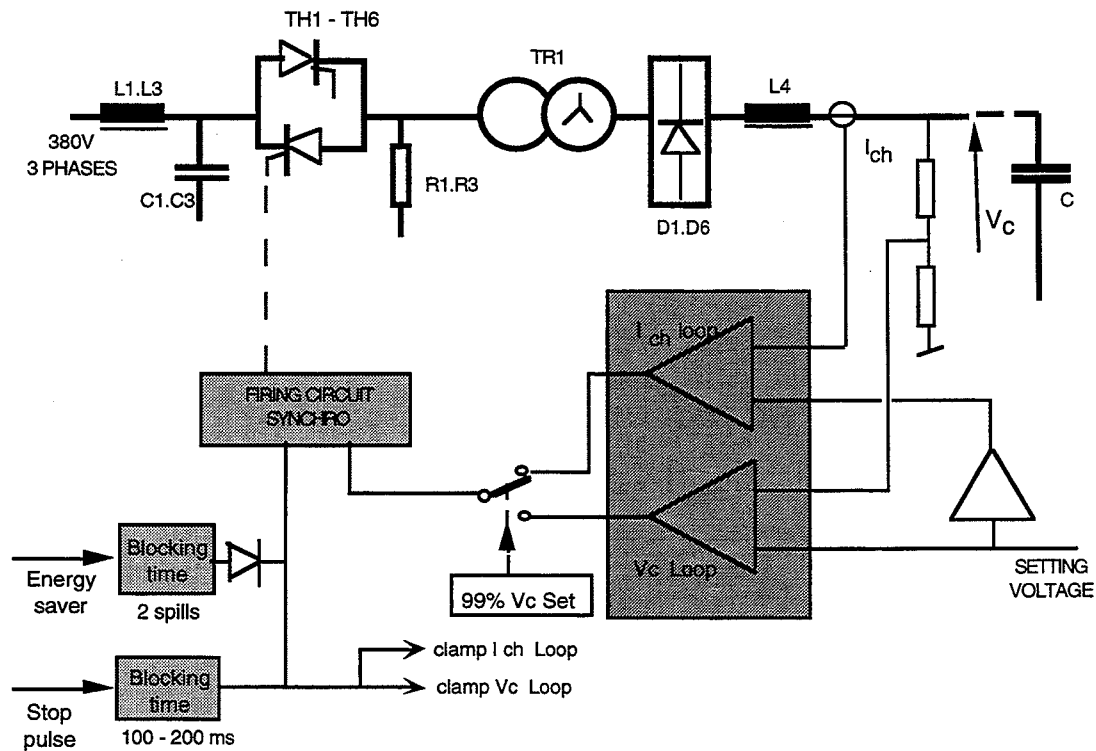 TH1 - TH6
TR1
L1.L3
L4
380V
3 PHASES
C1.C3
R1.R3
D1.D6
I ch
Vc
C
I ch loop
FIRING CIRCUIT
SYNCHRO
Vc Loop
Blocking
time
Energy
saver
2 spills
99% Vc Set
SETTING
VOLTAGE
clamp I ch Loop
clamp Vc Loop
Blocking
time
Stop
pulse
100 - 200 ms